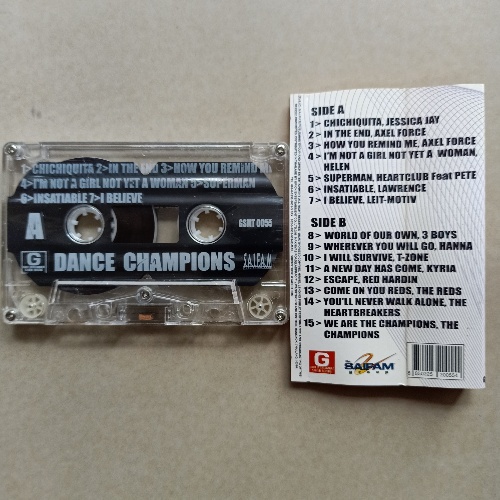 1>CHICHIQUITA 2>IN THE END 3>HOW YOU REMIND M
4>I'M NOT A GIRL NOT YET A WOMAN 5>SUPERMAN
6>INSATIABLE 7>I BELIEVE
A
GSMT 0055
G
DANCE CHAMPIONS
SAIFAM
SIDE A
1> CHICHIQUITA, JESSICA JAY
2> IN THE END, AXEL FORCE
3> HOW YOU REMIND ME, AXEL FORCE
4> I'M NOT A GIRL NOT YET A WOMAN,
HELEN
5> SUPERMAN, HEARTCLUB Feat PETE
6> INSATIABLE, LAWRENCE
7> I BELIEVE, LEIT-MOTIV
SIDE B
8> WORLD OF OUR OWN, 3 BOYS
9> WHEREVER YOU WILL GO, HANNA
10> I WILL SURVIVE, T-ZONE
11> A NEW DAY HAS COME, KYRIA
12> ESCAPE, RED HARDIN
13> COME ON YOU REDS, THE REDS
14> YOU'LL NEVER WALK ALONE, THE
HEARTBREAKERS
15> WE ARE THE CHAMPIONS, THE
CHAMPIONS
G
SAIFAM